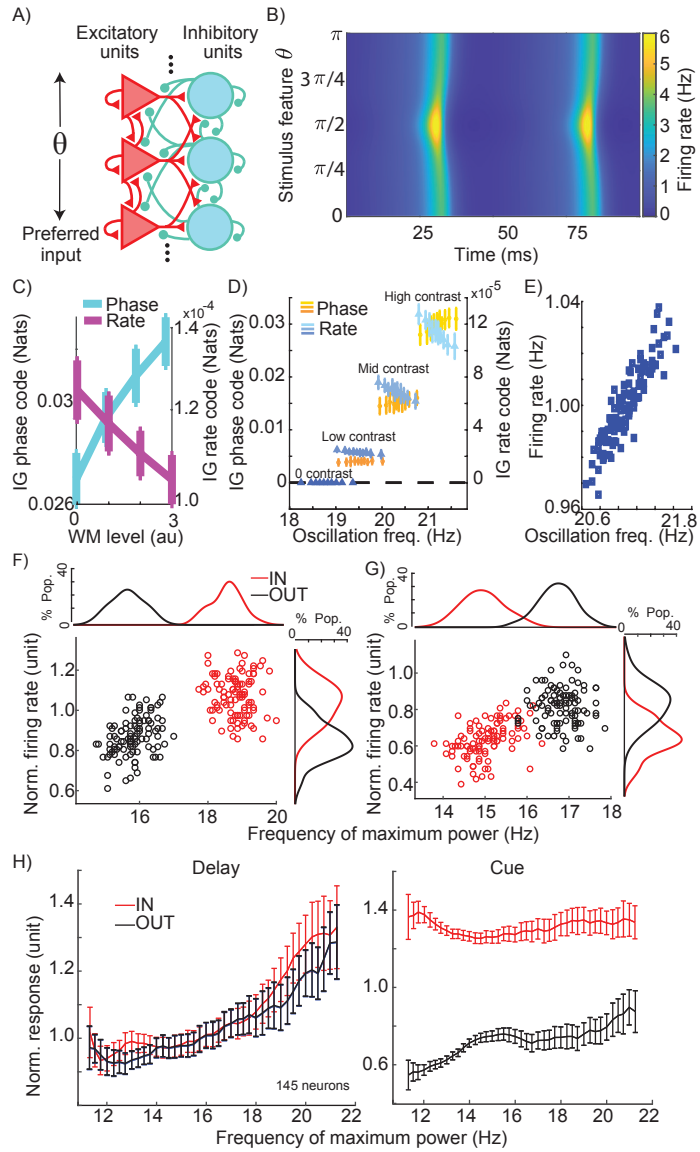 A)
Excitatory units
Inhibitory units
θ
Preferred input
B)
Stimulus feature θ
π
3π/4
π/2
π/4
0
25 50 75
Time (ms)
6
5
4
3
2
1
0
Firing rate (Hz)
C)
Phase
Rate
IG phase code (Nats)
0.03
0.026
×10⁻⁴
1.4
1.2
1.0
IG rate code (Nats)
0 1 2 3
WM level (au)
D)
Phase
Rate
High contrast
Mid contrast
Low contrast
0 contrast
IG phase code (Nats)
0.03
0.02
0.01
0
×10⁻⁵
12
8
4
0
IG rate code (Nats)
18 19 20 21
Oscillation freq. (Hz)
E)
Firing rate (Hz)
1.04
1.00
0.96
20.6 21.8
Oscillation freq. (Hz)
F)
% Pop.
40
0
IN
OUT
% Pop.
0 40
Norm. firing rate (unit)
1.2
1.0
0.8
0.6
16 18 20
G)
% Pop.
40
0
% Pop.
0 40
Norm. firing rate (unit)
1.0
0.8
0.6
0.4
14 15 16 17 18
Frequency of maximum power (Hz)
H)
Delay
IN
OUT
Norm. response (unit)
1.4
1.2
1.0
145 neurons
12 14 16 18 20 22
Cue
1.4
1.0
0.6
12 14 16 18 20 22
Frequency of maximum power (Hz)